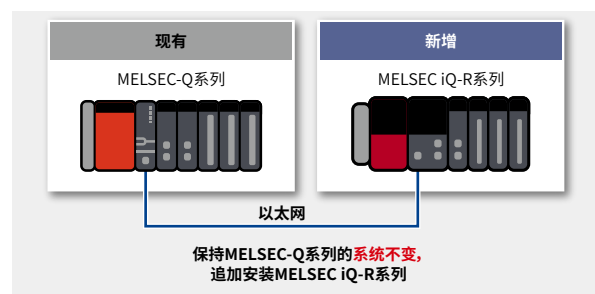 现有
新增
MELSEC-Q系列
MELSEC iQ-R系列
以太网
保持MELSEC-Q系列的系统不变,
追加安装MELSEC iQ-R系列